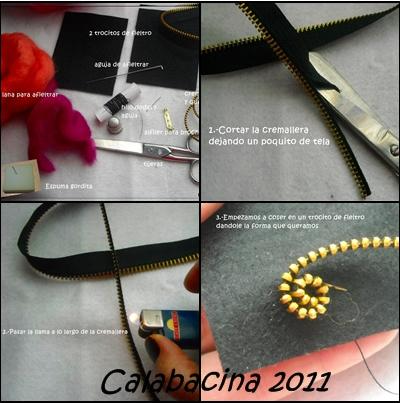 2 trocitos de fieltro
aguja de afieltrar
lana para afieltrar
hilo, dedal y
aguja
alfiler para broche
tijeras
Espuma gordita
1.-Cortar la cremallera
dejando un poquito de tela
2.-Pasar la llama a lo largo de la cremallera
3.-Empezamos a coser en un trocito de fieltro
dandole la forma que queramos
Calabacina 2011